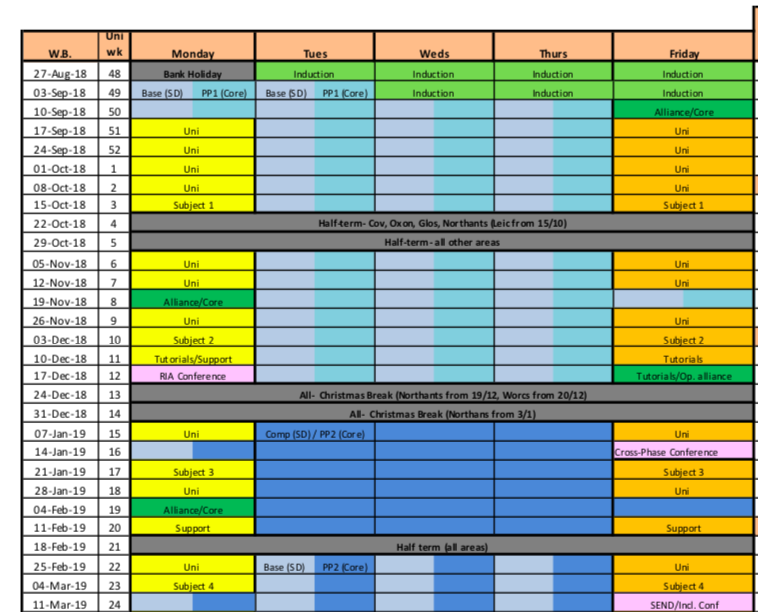 W.B. Uni wk Monday Tues Weds Thurs Friday
27-Aug-18 48 Bank Holiday Induction Induction Induction Induction
03-Sep-18 49 Base (SD) PP1 (Core) Base (SD) PP1 (Core) Induction Induction Induction
10-Sep-18 50 Alliance/Core
17-Sep-18 51 Uni Uni
24-Sep-18 52 Uni Uni
01-Oct-18 1 Uni Uni
08-Oct-18 2 Uni Uni
15-Oct-18 3 Subject 1 Subject 1
22-Oct-18 4 Half-term- Cov, Oxon, Glos, Northants (Leic from 15/10)
29-Oct-18 5 Half-term- all other areas
05-Nov-18 6 Uni Uni
12-Nov-18 7 Uni Uni
19-Nov-18 8 Alliance/Core
26-Nov-18 9 Uni Uni
03-Dec-18 10 Subject 2 Subject 2
10-Dec-18 11 Tutorials/Support Tutorials
17-Dec-18 12 RIA Conference Tutorials/Op. alliance
24-Dec-18 13 All- Christmas Break (Northants from 19/12, Worcs from 20/12)
31-Dec-18 14 All- Christmas Break (Northans from 3/1)
07-Jan-19 15 Uni Comp (SD) / PP2 (Core) Uni
14-Jan-19 16 Cross-Phase Conference
21-Jan-19 17 Subject 3 Subject 3
28-Jan-19 18 Uni Uni
04-Feb-19 19 Alliance/Core
11-Feb-19 20 Support Support
18-Feb-19 21 Half term (all areas)
25-Feb-19 22 Uni Base (SD) PP2 (Core) Uni
04-Mar-19 23 Subject 4 Subject 4
11-Mar-19 24 SEND/Incl. Conf